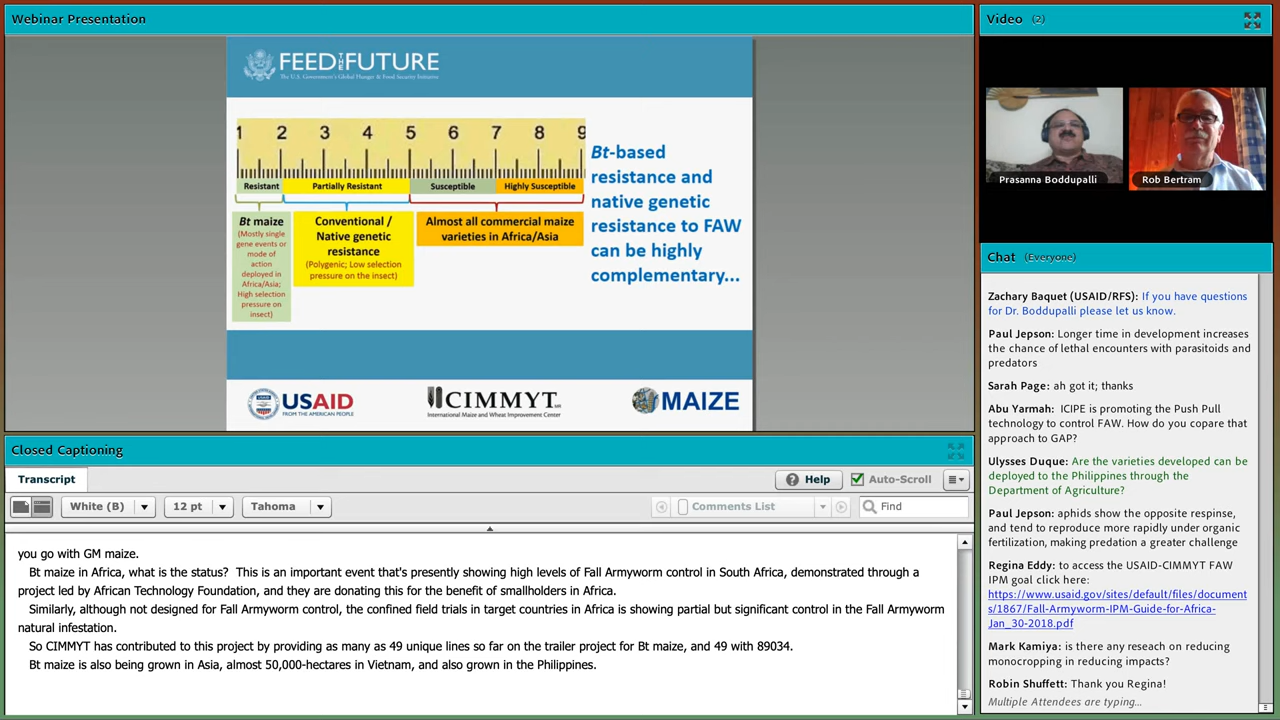 Webinar Presentation
FEED THE FUTURE
The U.S. Government's Global Hunger & Food Security Initiative
1 2 3 4 5 6 7 8 9
Resistant Partially Resistant Susceptible Highly Susceptible
Bt maize
(Mostly single
gene events or
mode of
action
deployed in
Africa/Asia;
High selection
pressure on
insect)
Conventional /
Native genetic
resistance
(Polygenic; Low selection
pressure on the insect)
Almost all commercial maize
varieties in Africa/Asia
Bt-based
resistance and
native genetic
resistance to FAW
can be highly
complementary...
USAID
FROM THE AMERICAN PEOPLE
CIMMYT
International Maize and Wheat Improvement Center
MAIZE
Closed Captioning
Transcript
Help
Auto-Scroll
White (B)
12 pt
Tahoma
Comments List
Find
you go with GM maize.
Bt maize in Africa, what is the status? This is an important event that's presently showing high levels of Fall Armyworm control in South Africa, demonstrated through a
project led by African Technology Foundation, and they are donating this for the benefit of smallholders in Africa.
Similarly, although not designed for Fall Armyworm control, the confined field trials in target countries in Africa is showing partial but significant control in the Fall Armyworm
natural infestation.
So CIMMYT has contributed to this project by providing as many as 49 unique lines so far on the trailer project for Bt maize, and 49 with 89034.
Bt maize is also being grown in Asia, almost 50,000-hectares in Vietnam, and also grown in the Philippines.
Video (2)
Prasanna Boddupalli
Rob Bertram
Chat (Everyone)
Zachary Baquet (USAID/RFS): If you have questions
for Dr. Boddupalli please let us know.
Paul Jepson: Longer time in development increases
the chance of lethal encounters with parasitoids and
predators
Sarah Page: ah got it; thanks
Abu Yarmah: ICIPE is promoting the Push Pull
technology to control FAW. How do you copare that
approach to GAP?
Ulysses Duque: Are the varieties developed can be
deployed to the Philippines through the
Department of Agriculture?
Paul Jepson: aphids show the opposite respinse,
and tend to reproduce more rapidly under organic
fertilization, making predation a greater challenge
Regina Eddy: to access the USAID-CIMMYT FAW
IPM goal click here:
https://www.usaid.gov/sites/default/files/document
s/1867/Fall-Armyworm-IPM-Guide-for-Africa-
Jan_30-2018.pdf
Mark Kamiya: is there any reseach on reducing
monocropping in reducing impacts?
Robin Shuffett: Thank you Regina!
Multiple Attendees are typing...